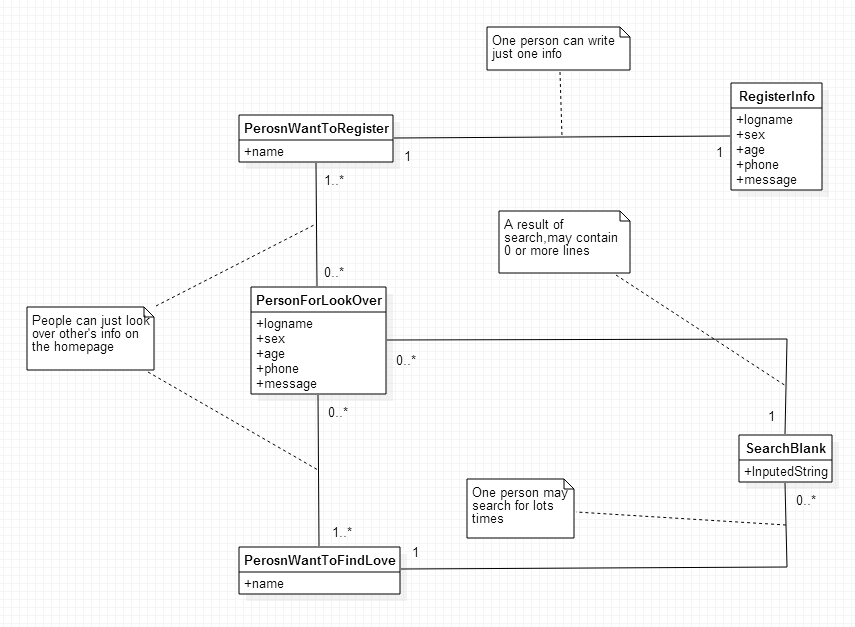 One person can write
just one info
RegisterInfo
+logname
+sex
+age
+phone
+message
PerosnWantToRegister
+name
1
1
1..*
A result of
search,may contain
0 or more lines
0..*
PersonForLookOver
+logname
+sex
+age
+phone
+message
People can just look
over other's info on
the homepage
0..*
0..*
1
SearchBlank
+InputedString
0..*
One person may
search for lots
times
1..*
1
PerosnWantToFindLove
+name